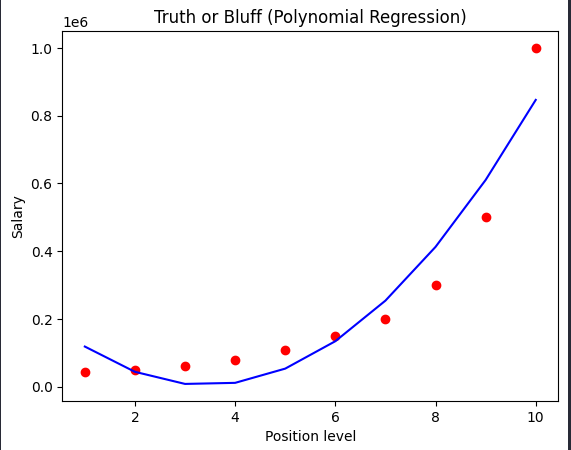 Truth or Bluff (Polynomial Regression)
1e6
1.0
0.8
0.6
0.4
0.2
0.0
Salary
2 4 6 8 10
Position level